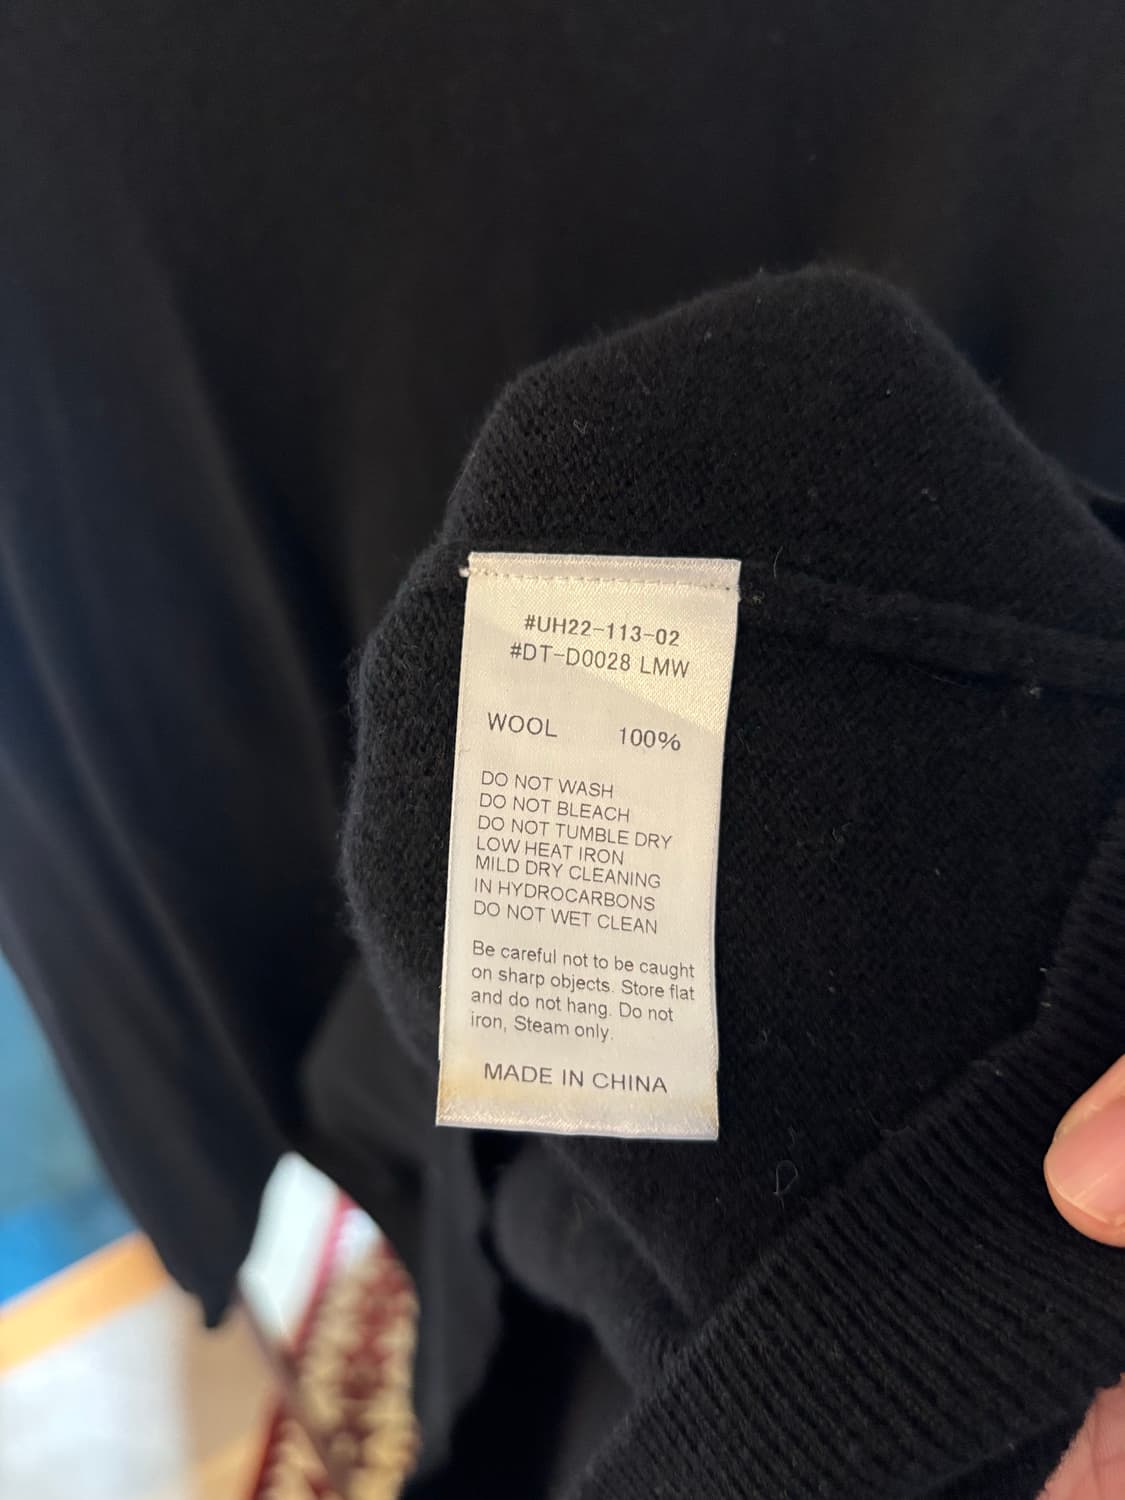 #UH22-113-02
#DT-D0028 LMW
WOOL 100%
DO NOT WASH
DO NOT BLEACH
DO NOT TUMBLE DRY
LOW HEAT IRON
MILD DRY CLEANING
IN HYDROCARBONS
DO NOT WET CLEAN
Be careful not to be caught
on sharp objects. Store flat
and do not hang. Do not
iron, Steam only.
MADE IN CHINA